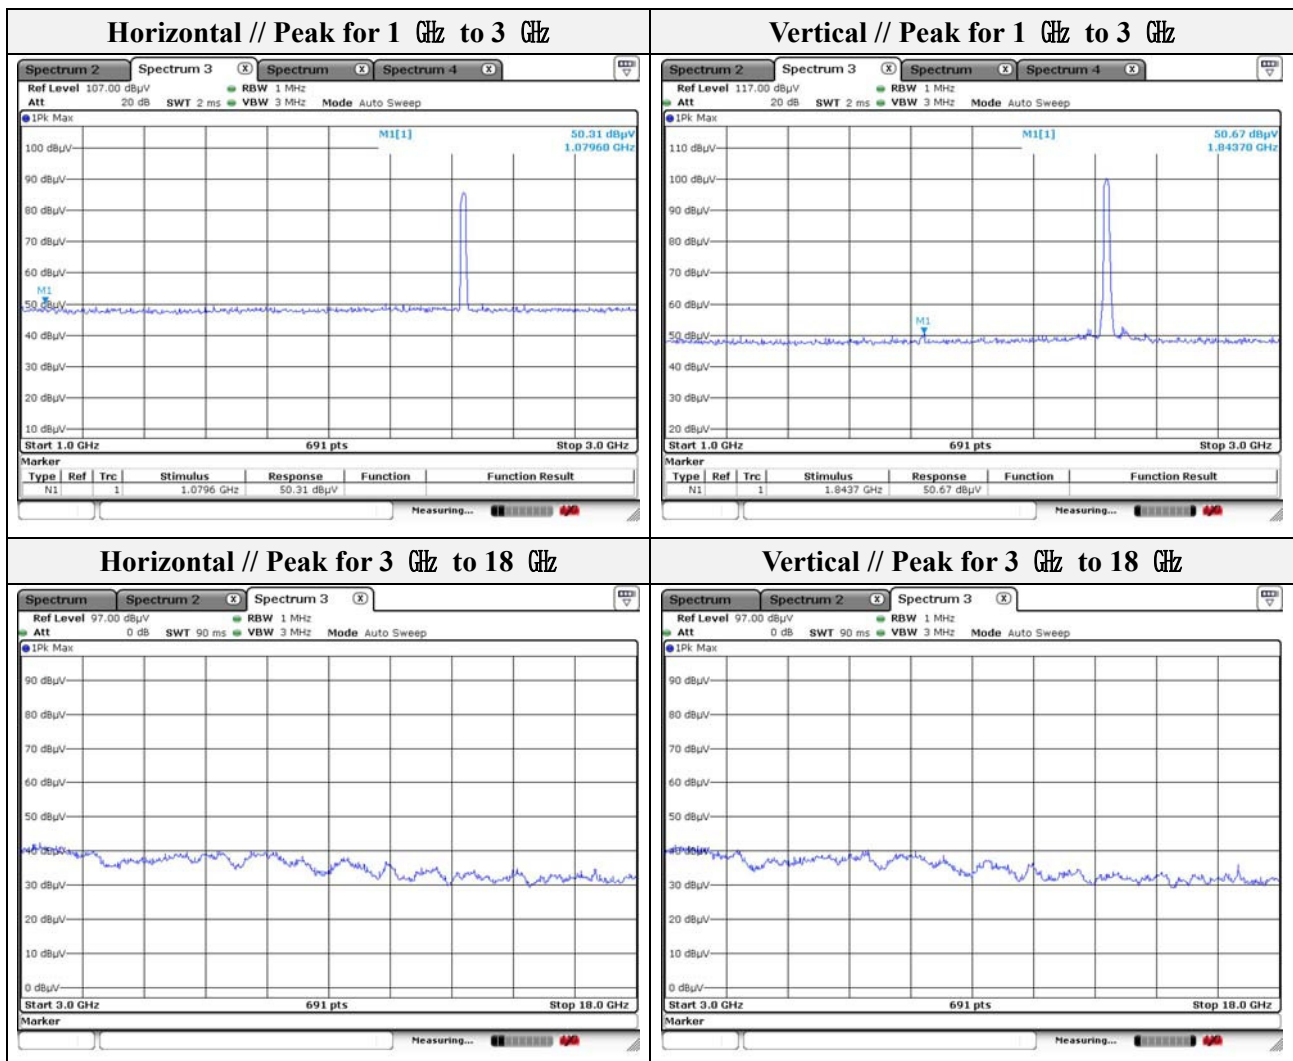 Horizontal // Peak for 1 ㎓ to 3 ㎓
Spectrum 2 Spectrum 3 Spectrum Spectrum 4
Ref Level 107.00 dBµV RBW 1 MHz
Att 20 dB SWT 2 ms VBW 3 MHz Mode Auto Sweep
1Pk Max
M1[1] 50.31 dBµV
1.07960 GHz
100 dBµV
90 dBµV
80 dBµV
70 dBµV
60 dBµV
M1
50 dBµV
40 dBµV
30 dBµV
20 dBµV
10 dBµV
Start 1.0 GHz 691 pts Stop 3.0 GHz
Marker
Type Ref Trc Stimulus Response Function Function Result
N1 1 1.0796 GHz 50.31 dBµV
Measuring...
Vertical // Peak for 1 ㎓ to 3 ㎓
Spectrum 2 Spectrum 3 Spectrum Spectrum 4
Ref Level 117.00 dBµV RBW 1 MHz
Att 20 dB SWT 2 ms VBW 3 MHz Mode Auto Sweep
1Pk Max
M1[1] 50.67 dBµV
1.84370 GHz
110 dBµV
100 dBµV
90 dBµV
80 dBµV
70 dBµV
60 dBµV
M1
50 dBµV
40 dBµV
30 dBµV
20 dBµV
Start 1.0 GHz 691 pts Stop 3.0 GHz
Marker
Type Ref Trc Stimulus Response Function Function Result
N1 1 1.8437 GHz 50.67 dBµV
Measuring...
Horizontal // Peak for 3 ㎓ to 18 ㎓
Spectrum Spectrum 2 Spectrum 3
Ref Level 97.00 dBµV RBW 1 MHz
Att 0 dB SWT 90 ms VBW 3 MHz Mode Auto Sweep
1Pk Max
90 dBµV
80 dBµV
70 dBµV
60 dBµV
50 dBµV
40 dBµV
30 dBµV
20 dBµV
10 dBµV
0 dBµV
Start 3.0 GHz 691 pts Stop 18.0 GHz
Marker
Measuring...
Vertical // Peak for 3 ㎓ to 18 ㎓
Spectrum Spectrum 2 Spectrum 3
Ref Level 97.00 dBµV RBW 1 MHz
Att 0 dB SWT 90 ms VBW 3 MHz Mode Auto Sweep
1Pk Max
90 dBµV
80 dBµV
70 dBµV
60 dBµV
50 dBµV
40 dBµV
30 dBµV
20 dBµV
10 dBµV
0 dBµV
Start 3.0 GHz 691 pts Stop 18.0 GHz
Marker
Measuring...